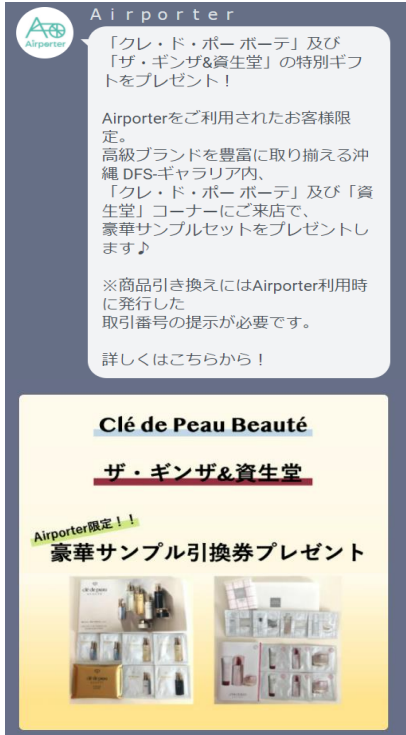 Airporter
Airporter
「クレ・ド・ポー ボーテ」及び
「ザ・ギンザ&資生堂」の特別ギフ
トをプレゼント！
Airporterをご利用されたお客様限
定。
高級ブランドを豊富に取り揃える沖
縄 DFS-ギャラリア内、
「クレ・ド・ポー ボーテ」及び「資
生堂」コーナーにご来店で、
豪華サンプルセットをプレゼントし
ます♪
※商品引き換えにはAirporter利用時
に発行した
取引番号の提示が必要です。
詳しくはこちらから！
Clé de Peau Beauté
ザ・ギンザ&資生堂
Airporter限定！！
豪華サンプル引換券プレゼント
clé de peau